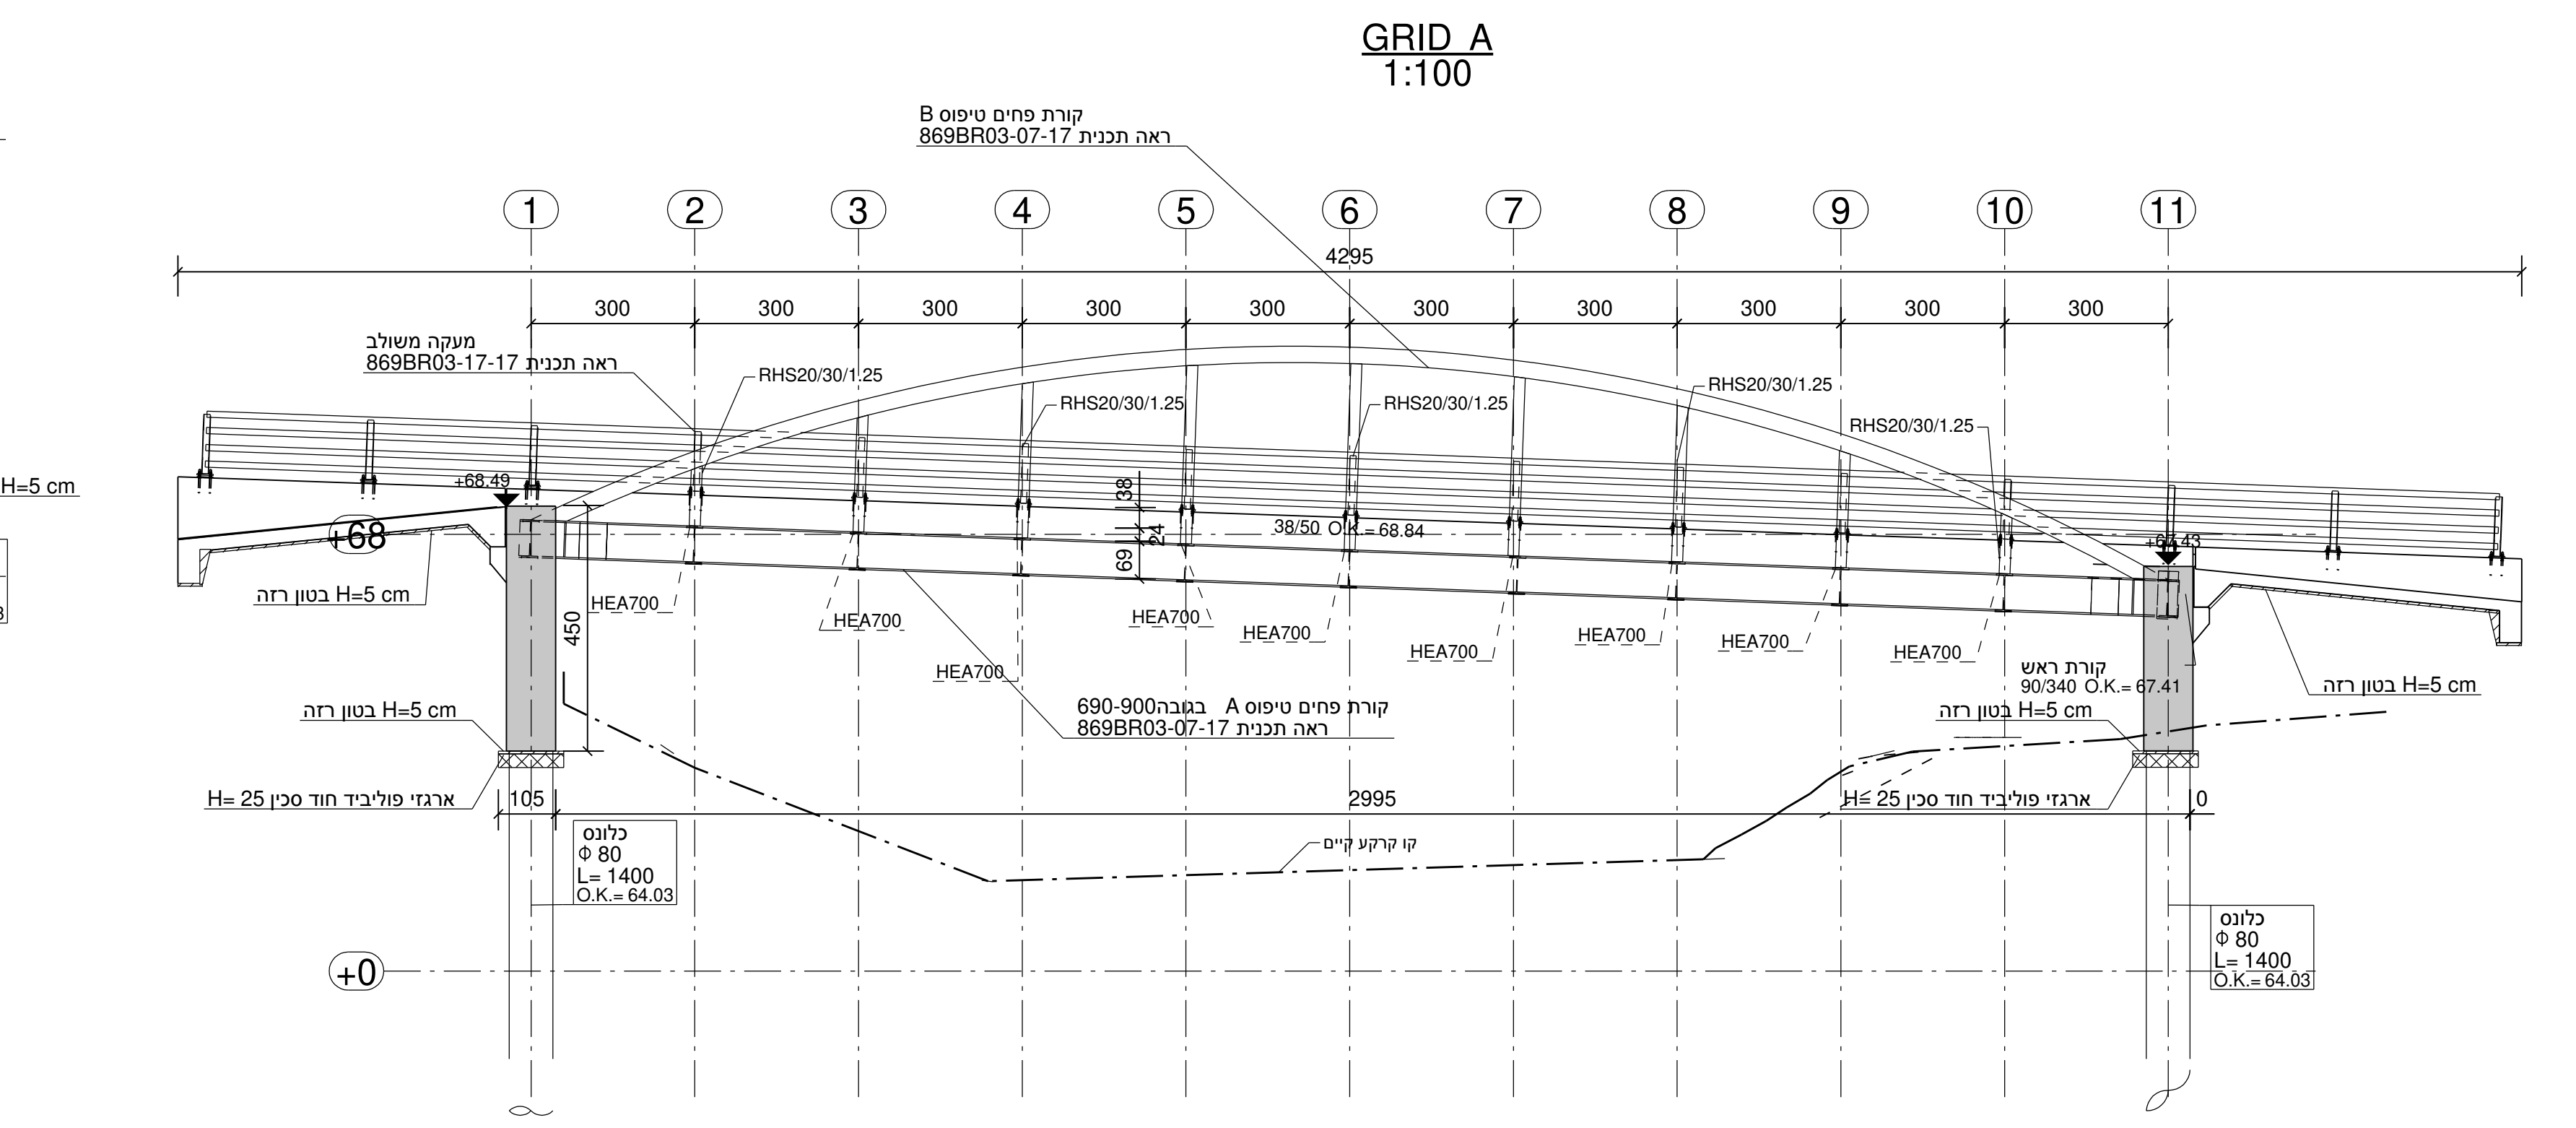 GRID A
1:100
קורת פחים טיפוס B
ראה תכנית 869BR03-07-17
1
2
3
4
5
6
7
8
9
10
11
4295
300
300
300
300
300
300
300
300
300
300
מעקה משולב
ראה תכנית 869BR03-17-17
RHS20/30/1.25
RHS20/30/1.25
RHS20/30/1.25
RHS20/30/1.25
RHS20/30/1.25
H=5 cm
+68.49
+68
38
24
69
38/50 O.K.= 68.84
+67.43
בטון רזה H=5 cm
450
HEA700
HEA700
HEA700
HEA700
HEA700
HEA700
HEA700
HEA700
HEA700
קורת ראש
90/340 O.K.= 67.41
בטון רזה H=5 cm
קורת פחים טיפוס A בגובה690-900
ראה תכנית 869BR03-07-17
בטון רזה H=5 cm
בטון רזה H=5 cm
ארגזי פוליביד חוד סכין H= 25
105
2995
ארגזי פוליביד חוד סכין H= 25
0
כלונס
Φ 80
L= 1400
O.K.= 64.03
קו קרקע קיים
כלונס
Φ 80
L= 1400
O.K.= 64.03
+0